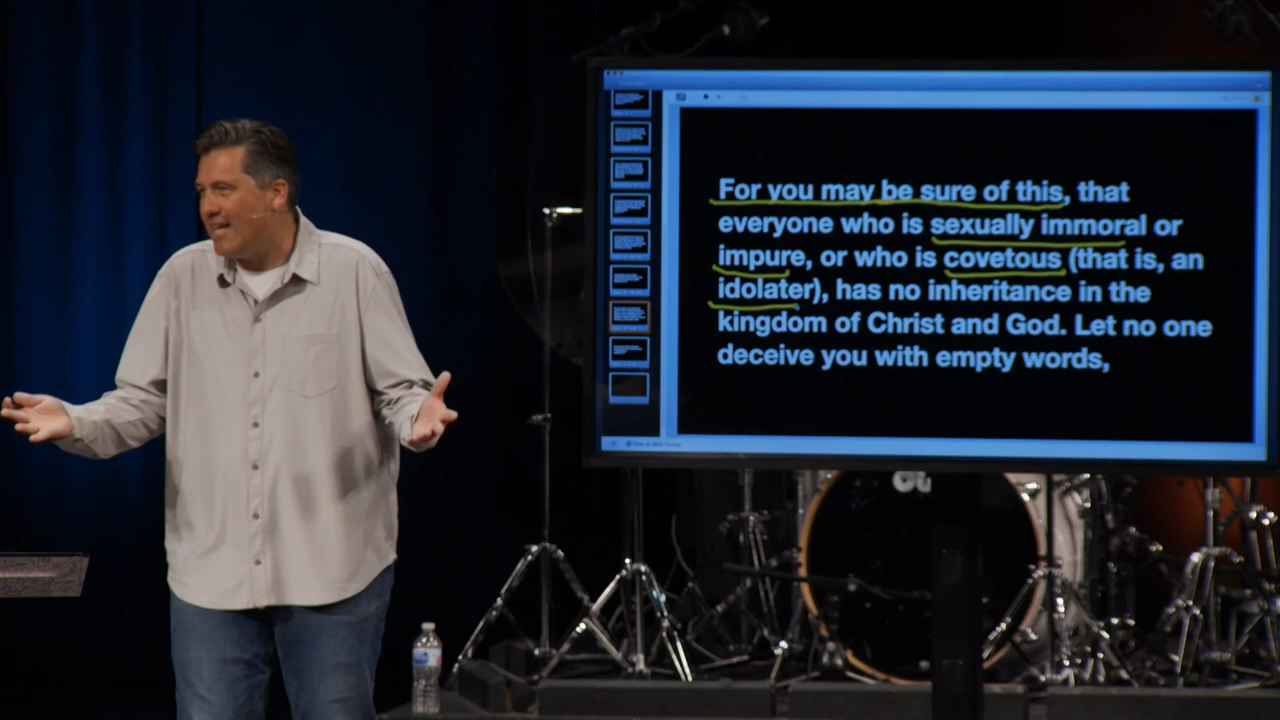 For you may be sure of this, that
everyone who is sexually immoral or
impure, or who is covetous (that is, an
idolater), has no inheritance in the
kingdom of Christ and God. Let no one
deceive you with empty words,